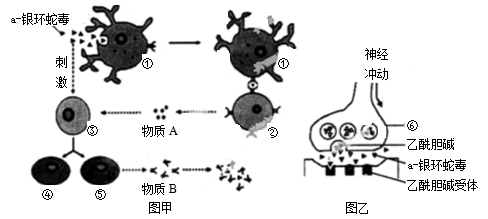 a-银环蛇毒
刺激
①
①
②
③
物质 A
④
⑤
物质 B
图甲
神经
冲动
⑥
乙酰胆碱
a-银环蛇毒
乙酰胆碱受体
图乙